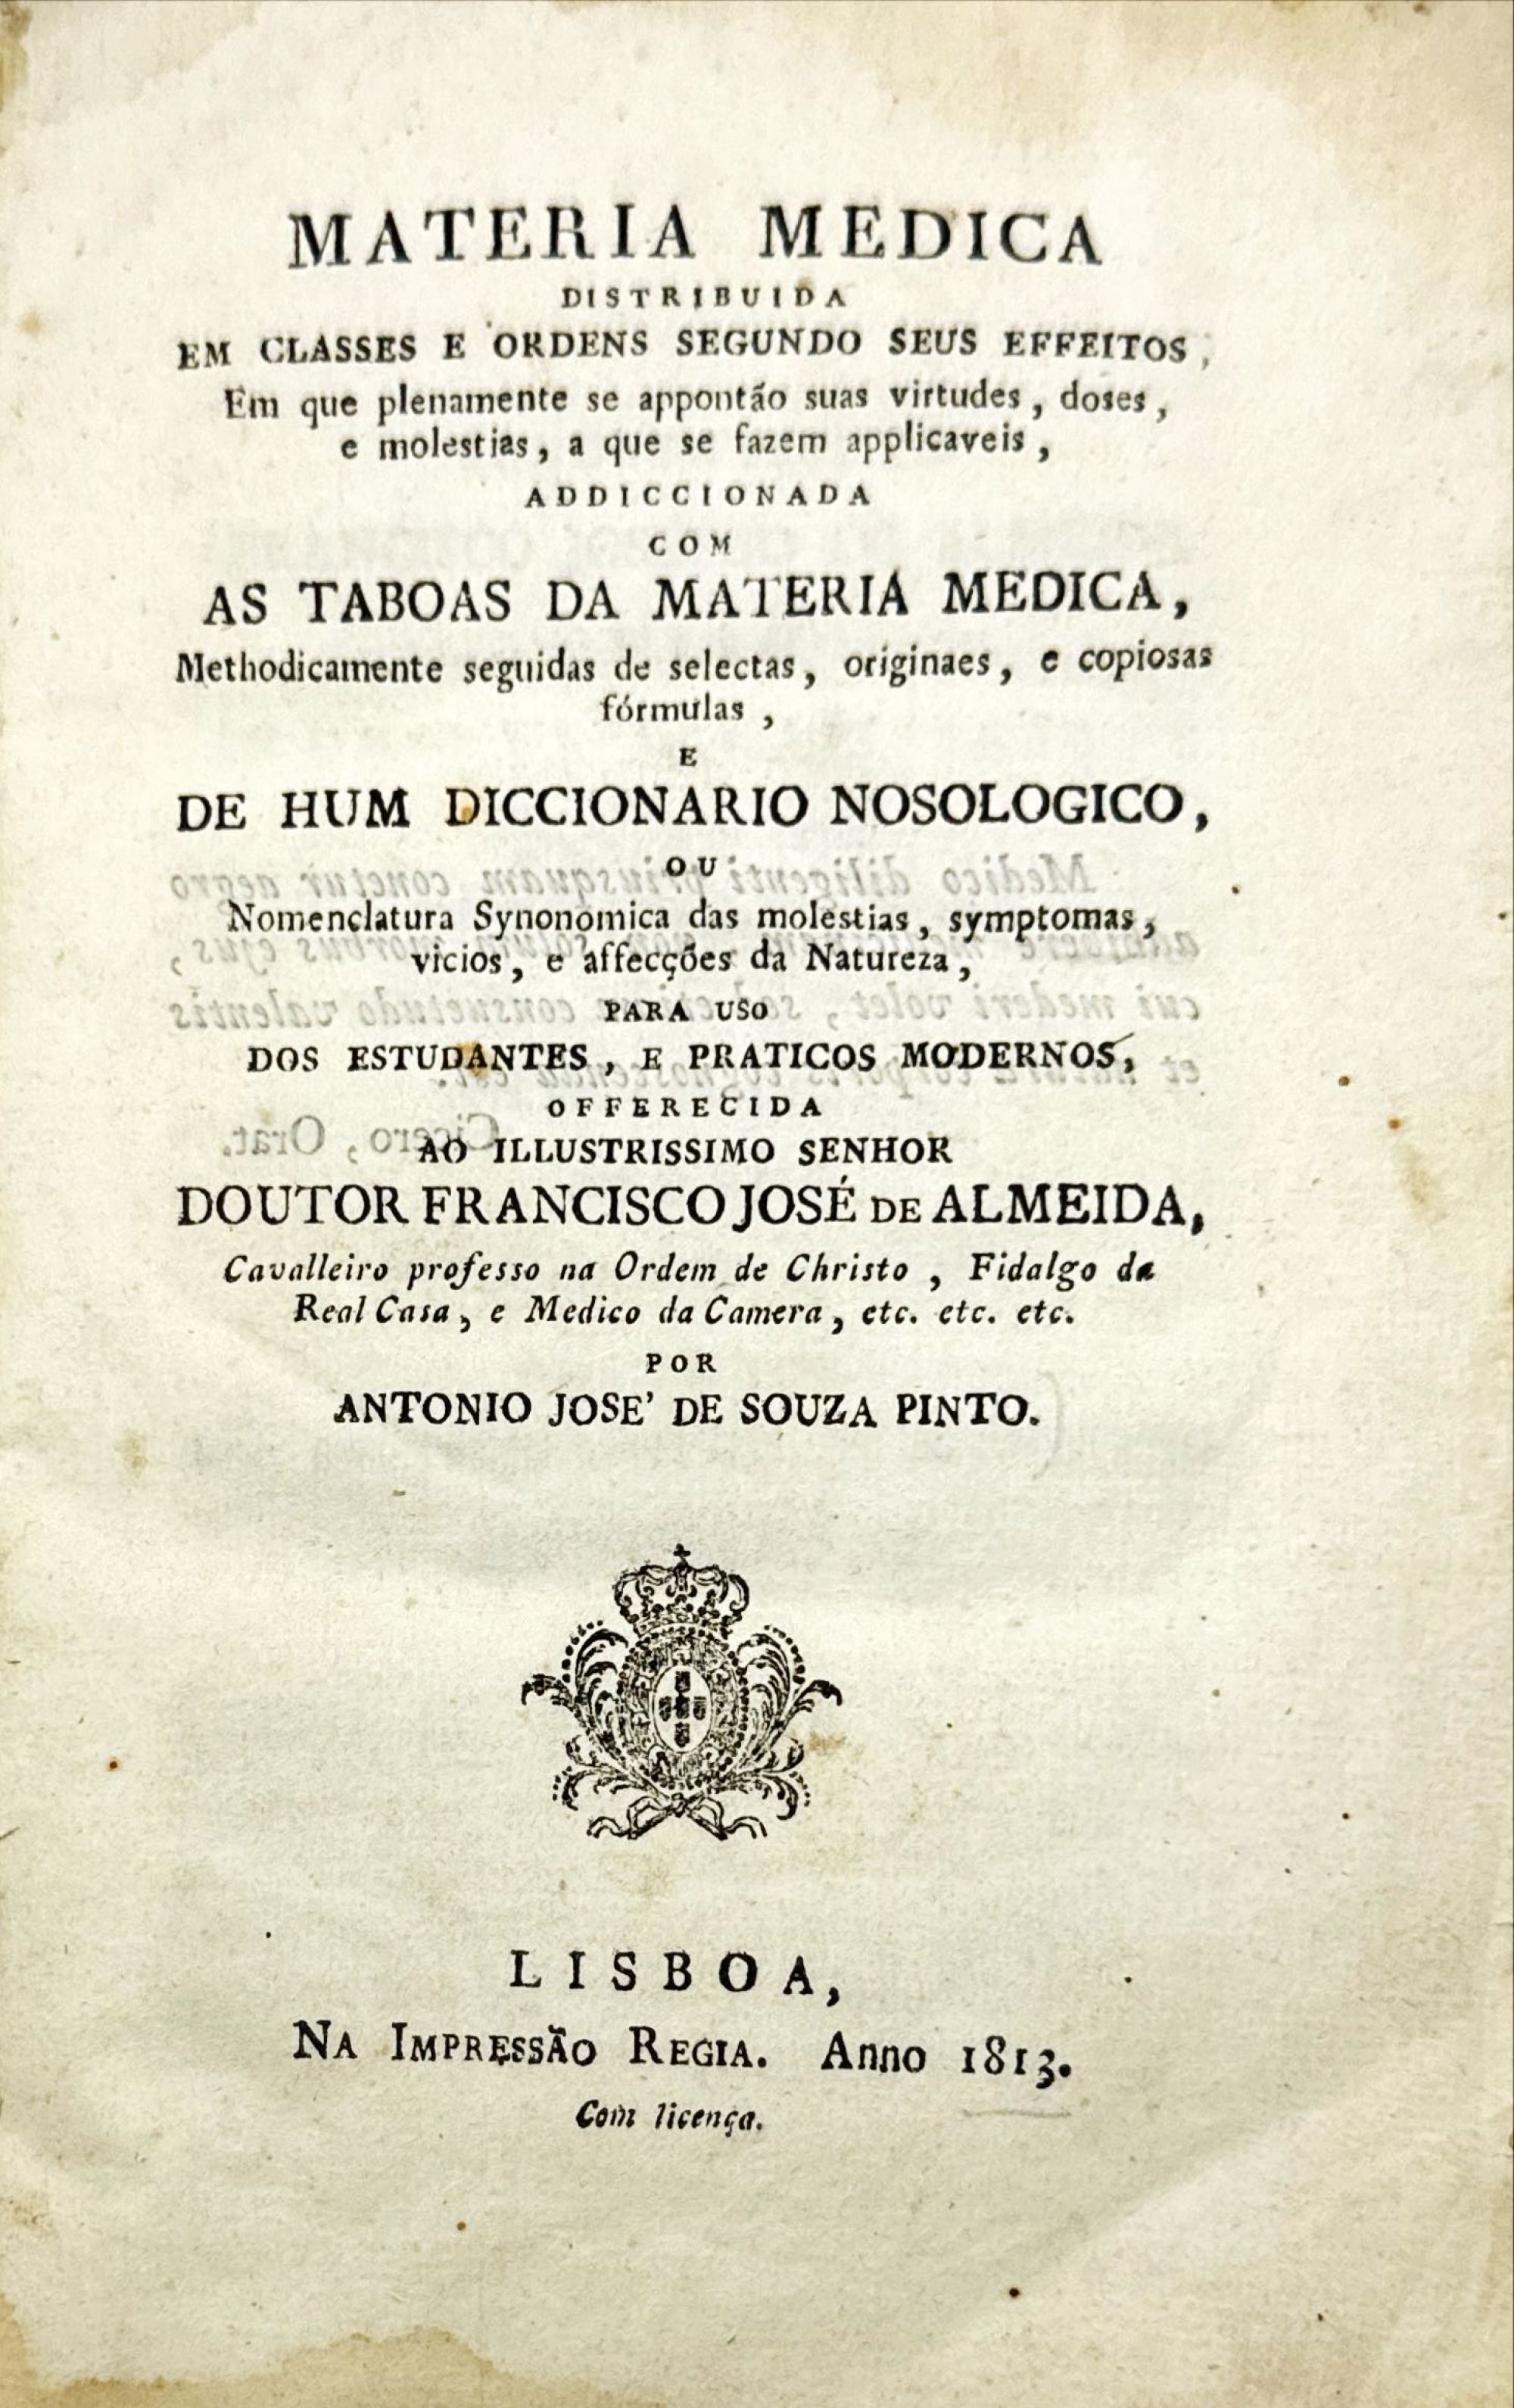 MATERIA MEDICA
DISTRIBUIDA
EM CLASSES E ORDENS SEGUNDO SEUS EFFEITOS,
Em que plenamente se appontão suas virtudes, doses,
e molestias, a que se fazem applicaveis,
ADDICCIONADA
COM
AS TABOAS DA MATERIA MEDICA,
Methodicamente seguidas de selectas, originaes, e copiosas
fórmulas,
E
DE HUM DICCIONARIO NOSOLOGICO,
OU
Nomenclatura Synonomica das molestias, symptomas,
vicios, e affecções da Natureza,
PARA USO
DOS ESTUDANTES, E PRATICOS MODERNOS,
OFFERECIDA
AO ILLUSTRISSIMO SENHOR
DOUTOR FRANCISCO JOSÉ DE ALMEIDA,
Cavalleiro professo na Ordem de Christo, Fidalgo da
Real Casa, e Medico da Camera, etc. etc. etc.
POR
ANTONIO JOSE' DE SOUZA PINTO.
LISBOA,
NA IMPRESSÃO REGIA. Anno 1813.
Com licença.